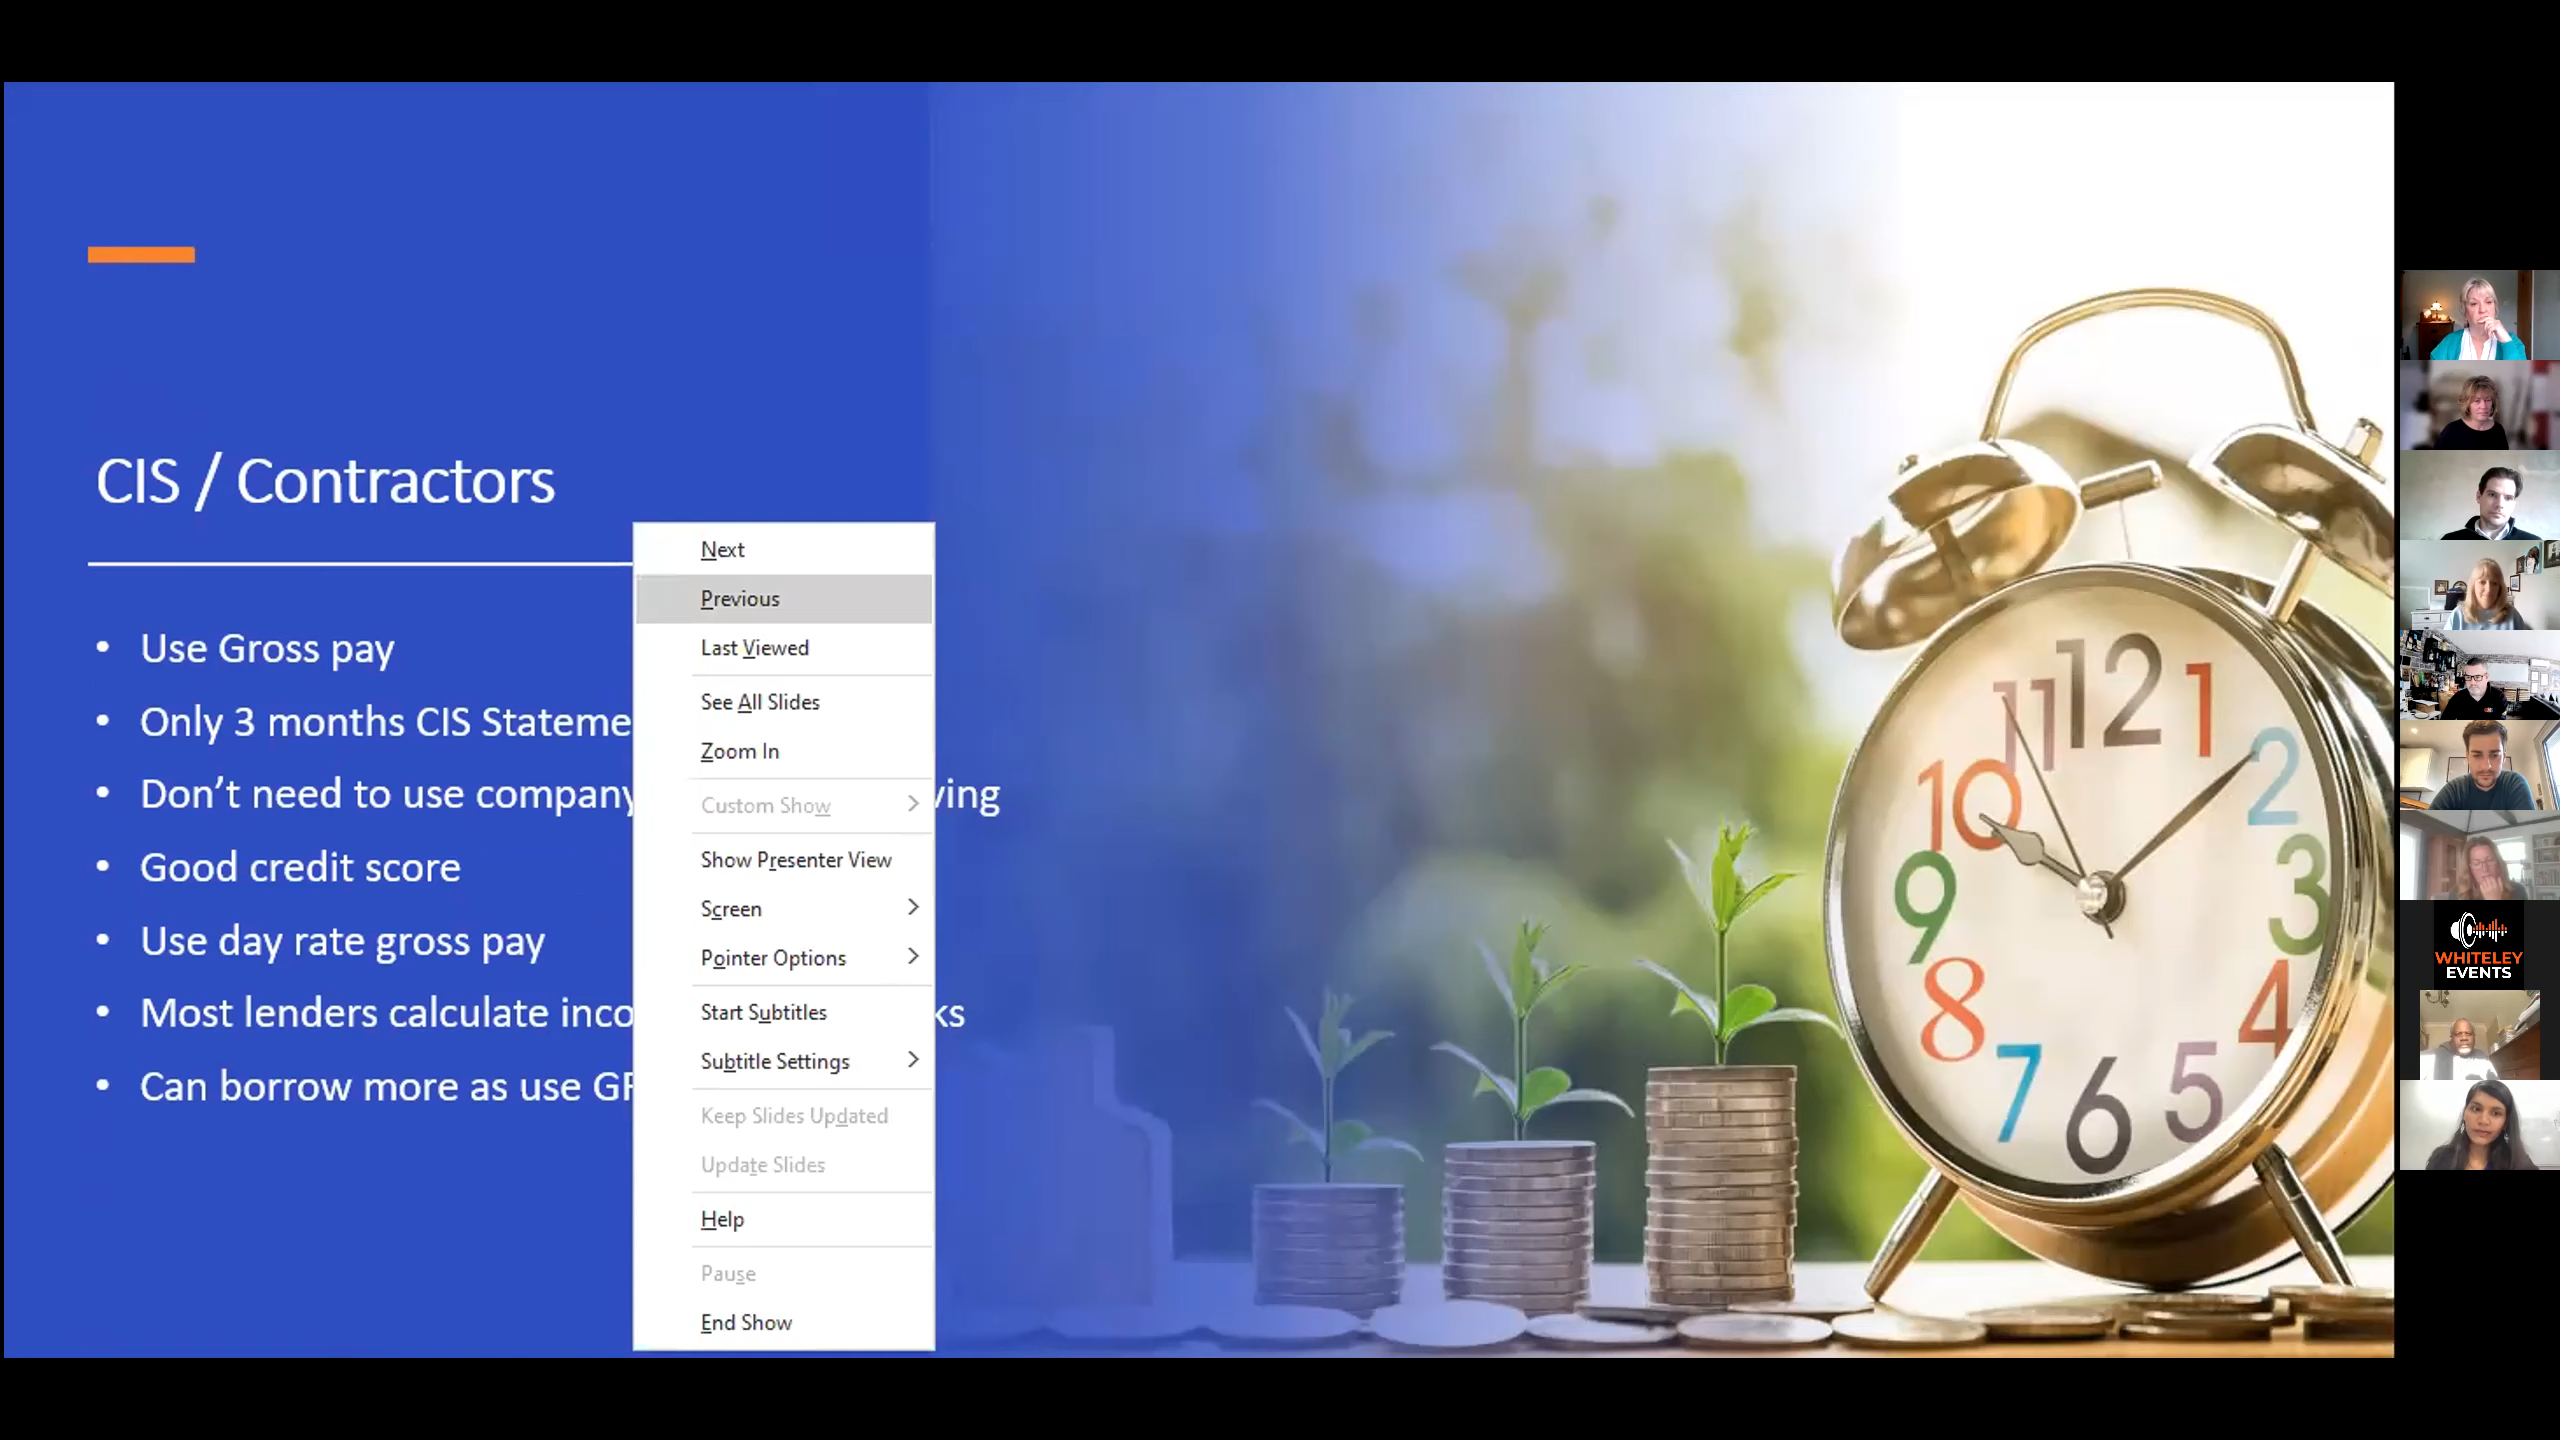 CIS / Contractors
• Use Gross pay
• Only 3 months CIS Stateme
• Don't need to use company ving
• Good credit score
• Use day rate gross pay
• Most lenders calculate inco ks
• Can borrow more as use G
Next
Previous
Last Viewed
See All Slides
Zoom In
Custom Show
Show Presenter View
Screen
Pointer Options
Start Subtitles
Subtitle Settings
Keep Slides Updated
Update Slides
Help
Pause
End Show
12
1
2
3
4
5
6
7
8
9
10
11
WHITELEY
EVENTS